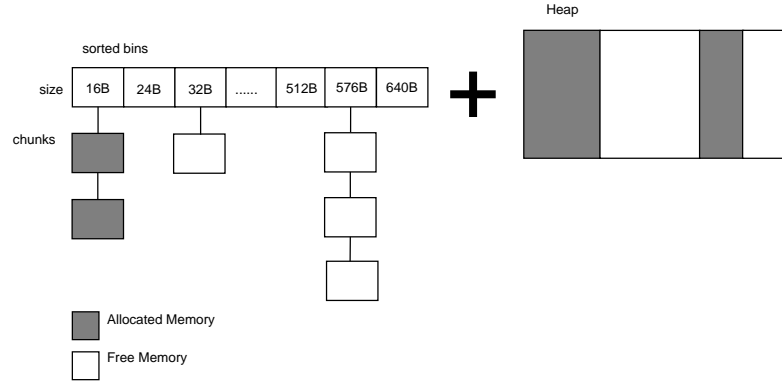 Heap
sorted bins
size 16B 24B 32B ...... 512B 576B 640B
chunks
Allocated Memory
Free Memory